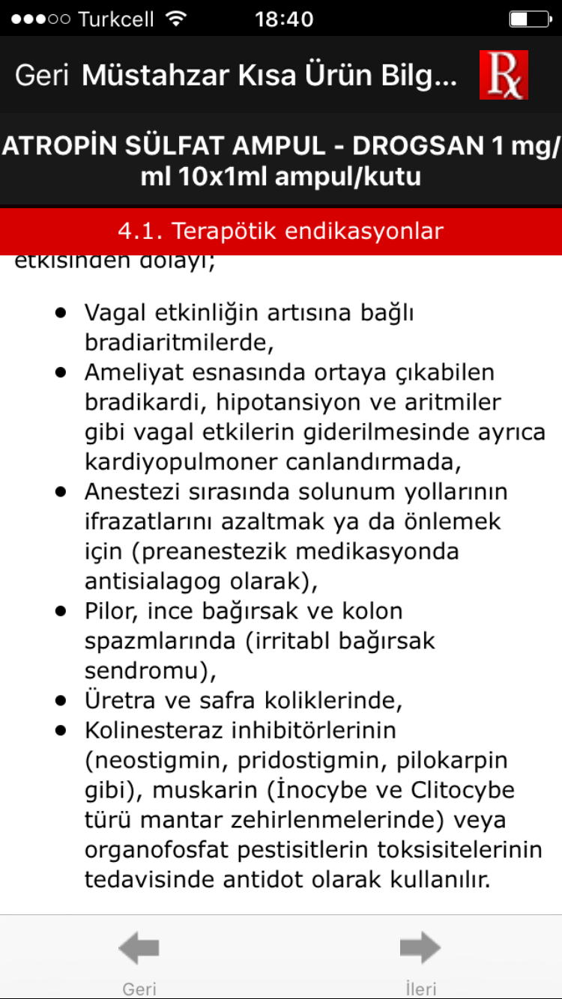 Turkcell 18:40
Geri Müstahzar Kısa Ürün Bilg... Rx
ATROPİN SÜLFAT AMPUL - DROGSAN 1 mg/
ml 10x1ml ampul/kutu
4.1. Terapötik endikasyonlar
etkisinden dolayı;
• Vagal etkinliğin artısına bağlı
bradiaritmilerde,
• Ameliyat esnasında ortaya çıkabilen
bradikardi, hipotansiyon ve aritmiler
gibi vagal etkilerin giderilmesinde ayrıca
kardiyopulmoner canlandırmada,
• Anestezi sırasında solunum yollarının
ifrazatlarını azaltmak ya da önlemek
için (preanestezik medikasyonda
antisialagog olarak),
• Pilor, ince bağırsak ve kolon
spazmlarında (irritabl bağırsak
sendromu),
• Üretra ve safra koliklerinde,
• Kolinesteraz inhibitörlerinin
(neostigmin, pridostigmin, pilokarpin
gibi), muskarin (İnocybe ve Clitocybe
türü mantar zehirlenmelerinde) veya
organofosfat pestisitlerin toksisitelerinin
tedavisinde antidot olarak kullanılır.
Geri İleri